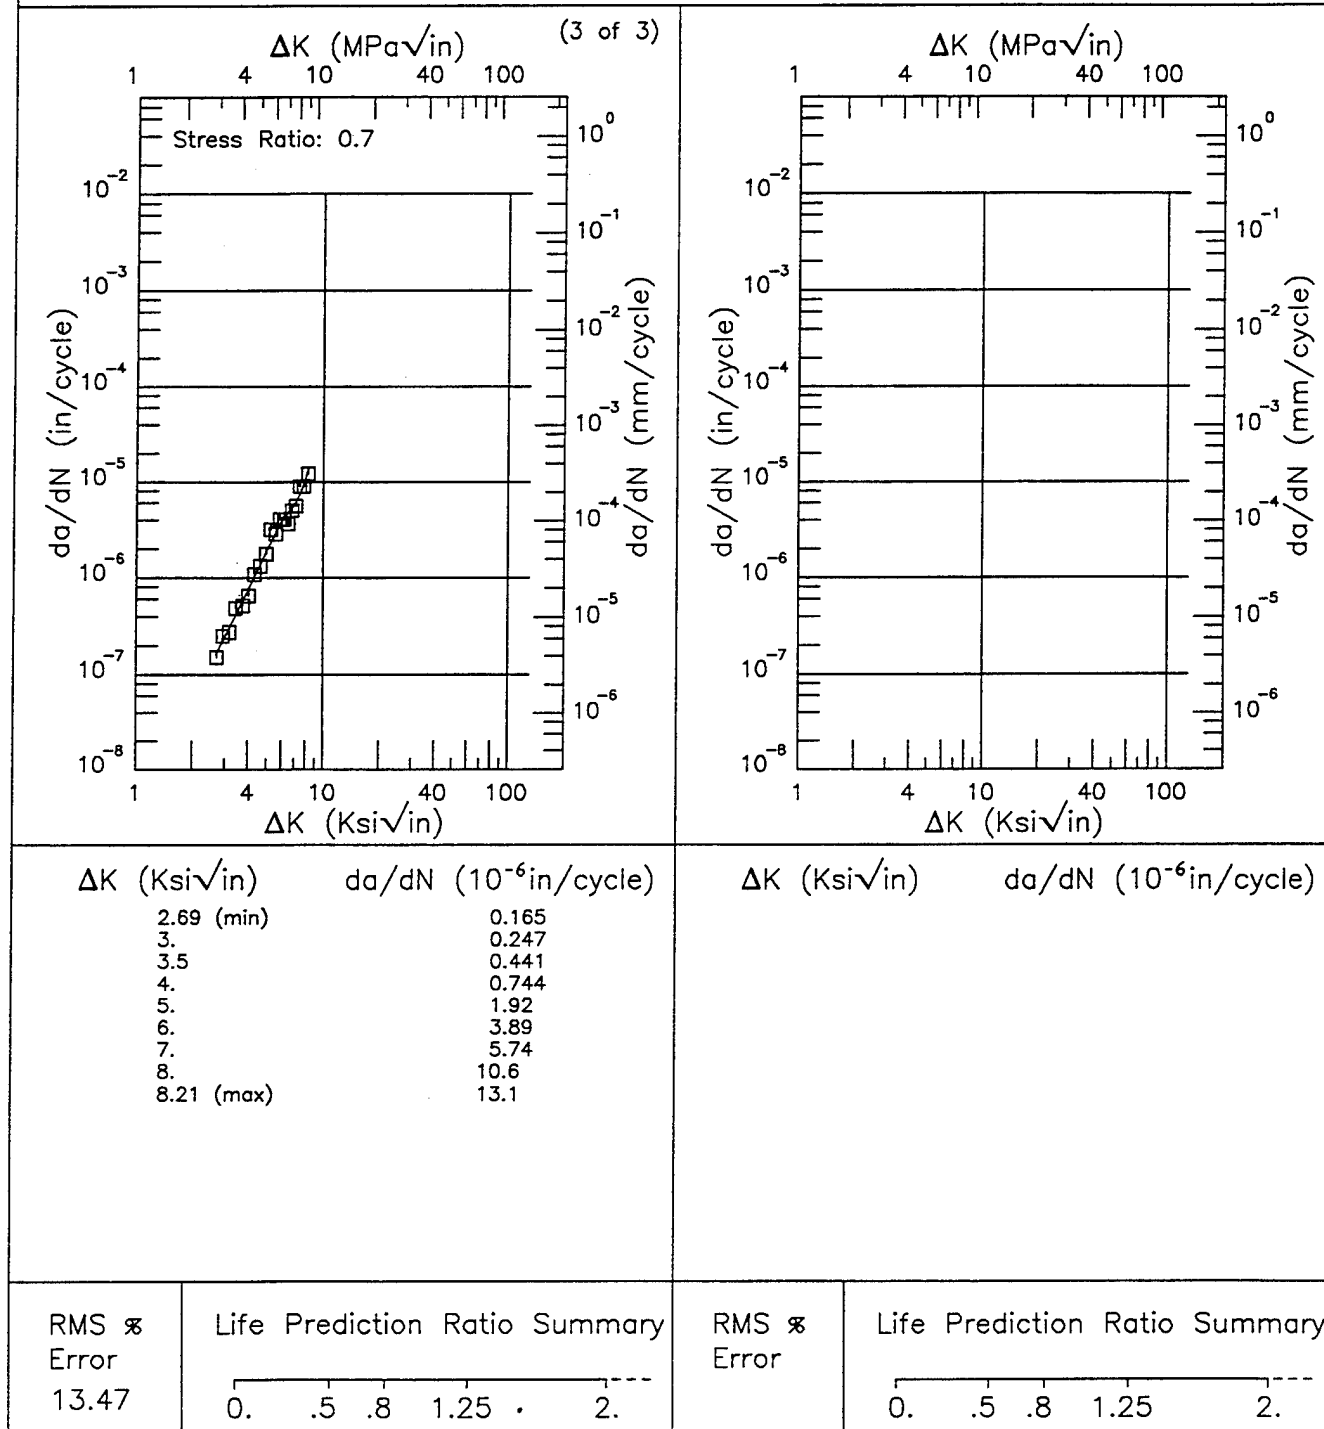 (3 of 3)
ΔK (MPa√in)
1 4 10 40 100
Stress Ratio: 0.7
da/dN (in/cycle)
10⁻²
10⁻³
10⁻⁴
10⁻⁵
10⁻⁶
10⁻⁷
10⁻⁸
10⁰
10⁻¹
10⁻²
10⁻³
10⁻⁴
10⁻⁵
10⁻⁶
da/dN (mm/cycle)
1 4 10 40 100
ΔK (Ksi√in)
ΔK (MPa√in)
1 4 10 40 100
da/dN (in/cycle)
10⁻²
10⁻³
10⁻⁴
10⁻⁵
10⁻⁶
10⁻⁷
10⁻⁸
10⁰
10⁻¹
10⁻²
10⁻³
10⁻⁴
10⁻⁵
10⁻⁶
da/dN (mm/cycle)
1 4 10 40 100
ΔK (Ksi√in)
ΔK (Ksi√in) da/dN (10⁻⁶in/cycle)
2.69 (min) 0.165
3. 0.247
3.5 0.441
4. 0.744
5. 1.92
6. 3.89
7. 5.74
8. 10.6
8.21 (max) 13.1
ΔK (Ksi√in) da/dN (10⁻⁶in/cycle)
RMS %
Error
13.47
Life Prediction Ratio Summary
0. .5 .8 1.25 2.
RMS %
Error
Life Prediction Ratio Summary
0. .5 .8 1.25 2.